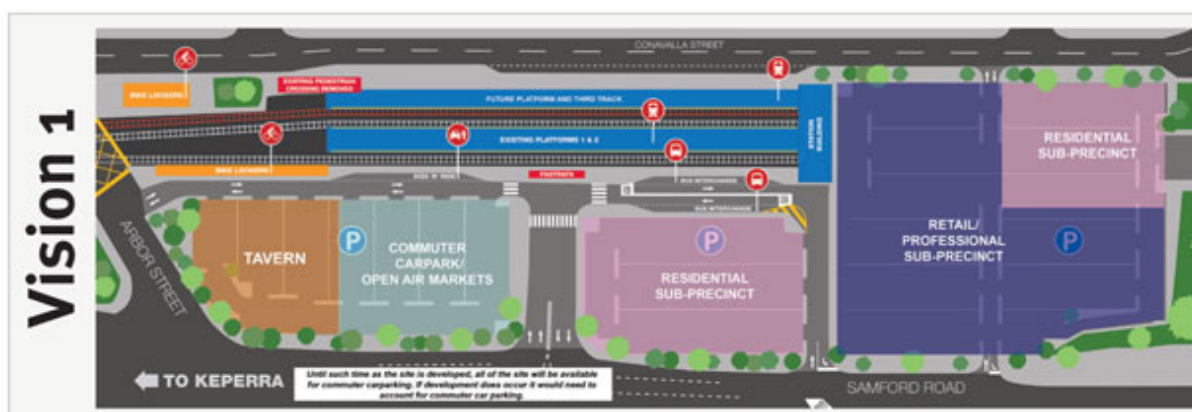 Vision 1
CONAVALLA STREET
BIKE LOCKERS
EXISTING PEDESTRIAN
CROSSING REMOVED
FUTURE PLATFORM AND THIRD TRACK
EXISTING PLATFORMS 1 & 2
STATION
BUILDING
BIKE LOCKERS
KISS 'N' RIDE
FOOTPATH
BUS INTERCHANGE
BUS INTERCHANGE
RESIDENTIAL
SUB-PRECINCT
ARBOR STREET
TAVERN
P
COMMUTER
CARPARK/
OPEN AIR MARKETS
P
RESIDENTIAL
SUB-PRECINCT
RETAIL/
PROFESSIONAL
SUB-PRECINCT
P
TO KEPERRA
Until such time as the site is developed, all of the site will be available
for commuter carparking. If development does occur it would need to
account for commuter car parking.
SAMFORD ROAD